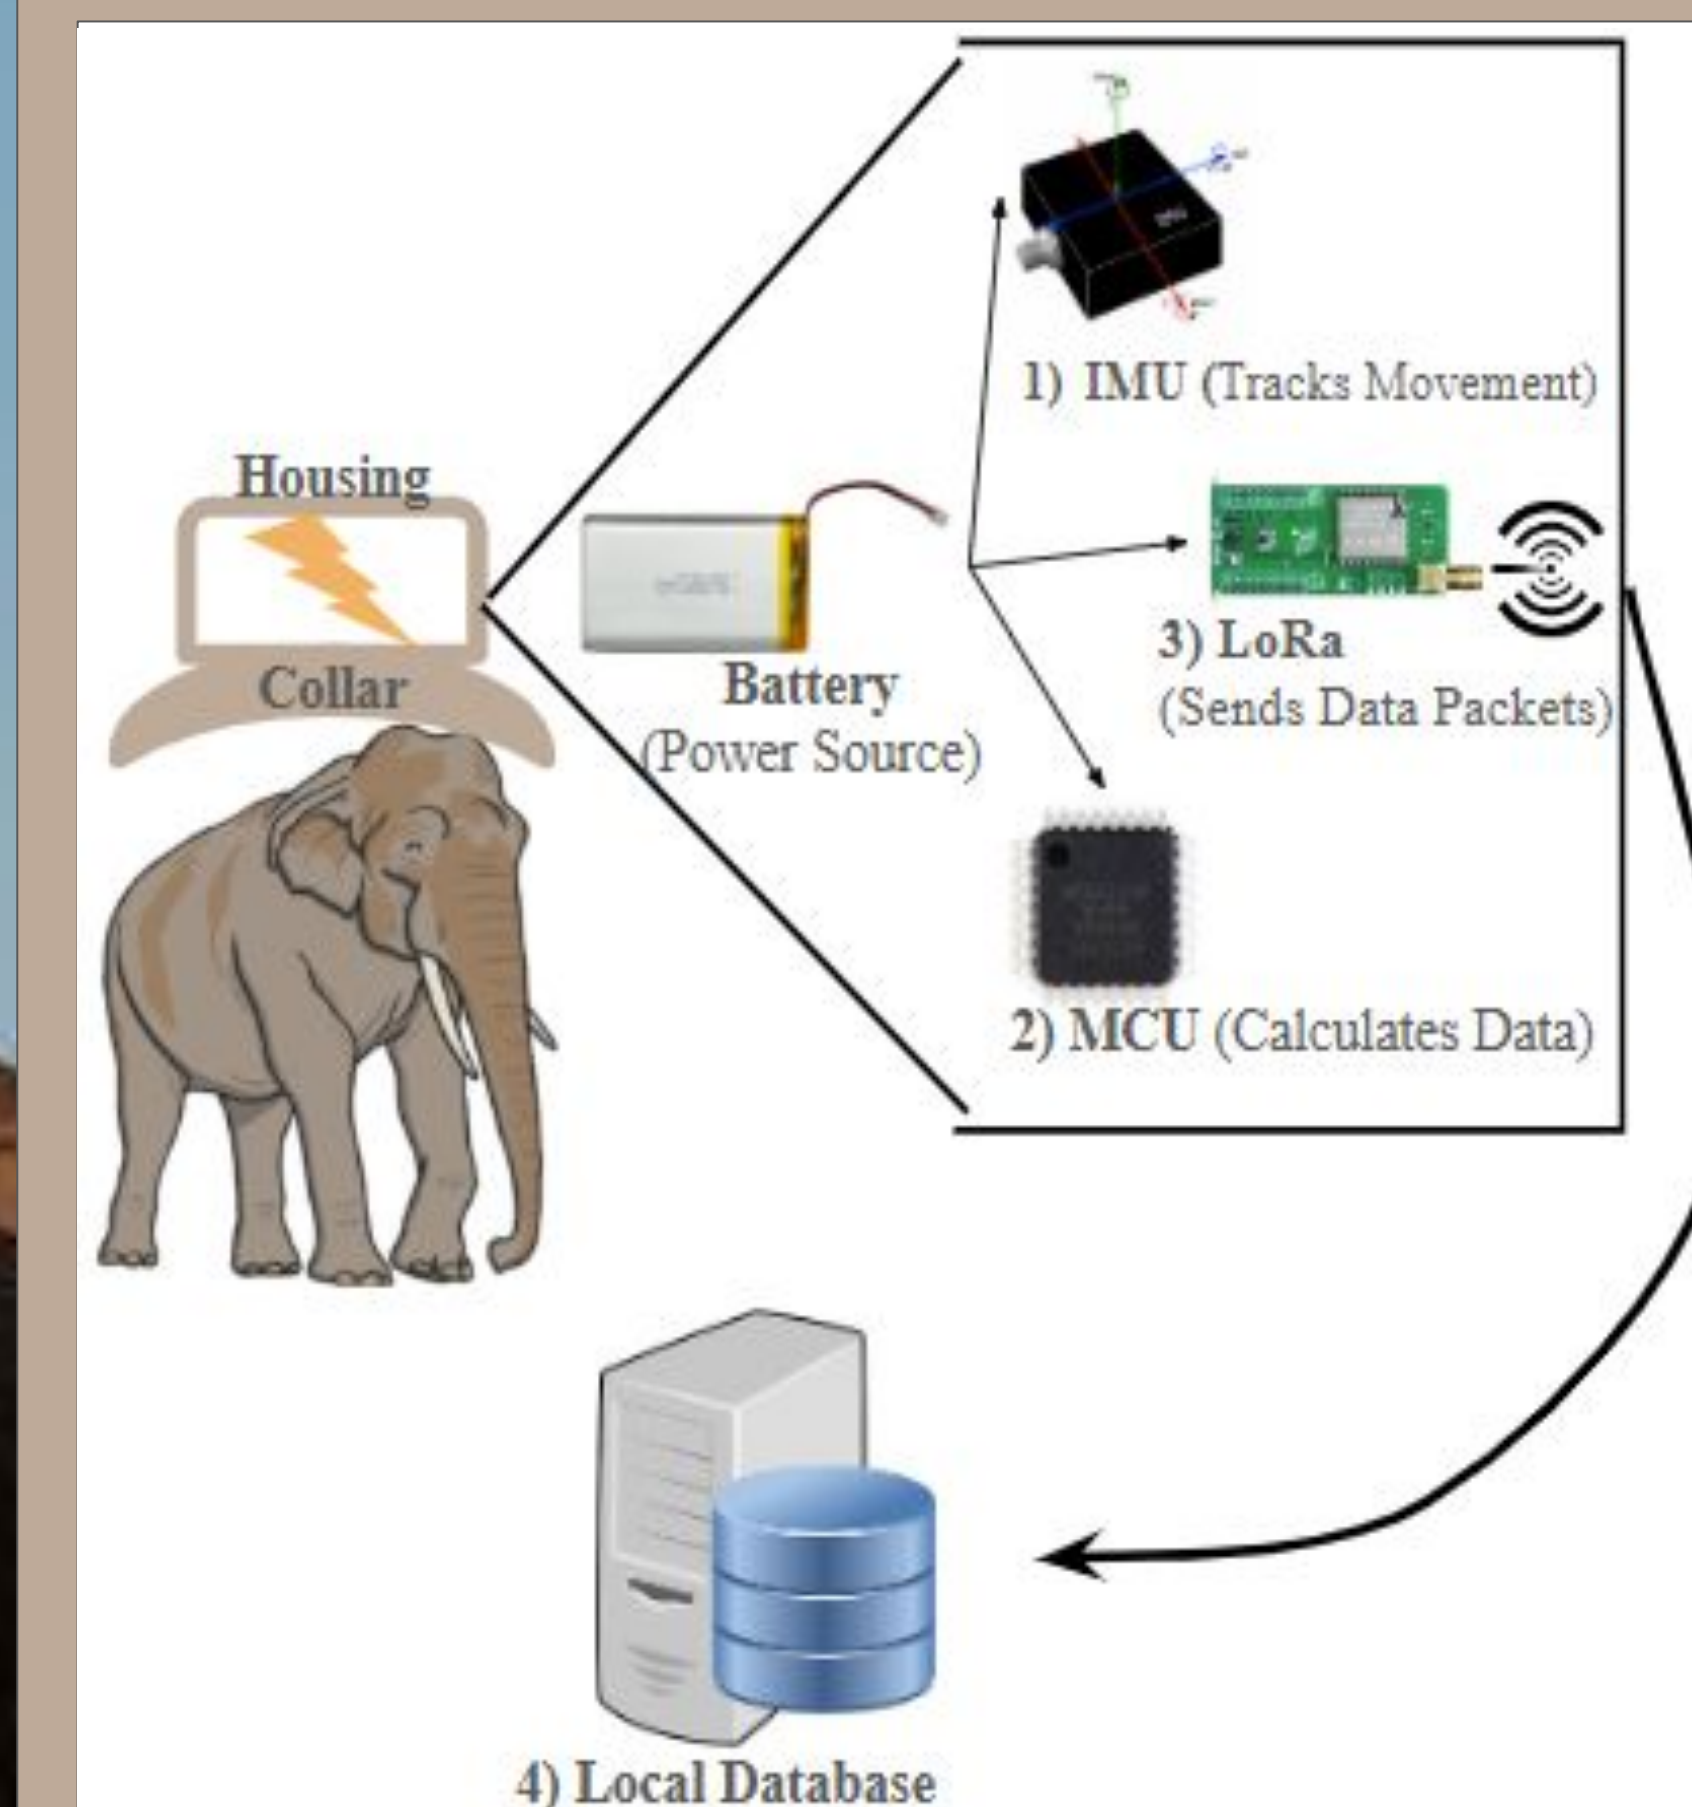 1) IMU (Tracks Movement)
Housing
Collar
Battery
(Power Source)
3) LoRa
(Sends Data Packets)
2) MCU (Calculates Data)
4) Local Database